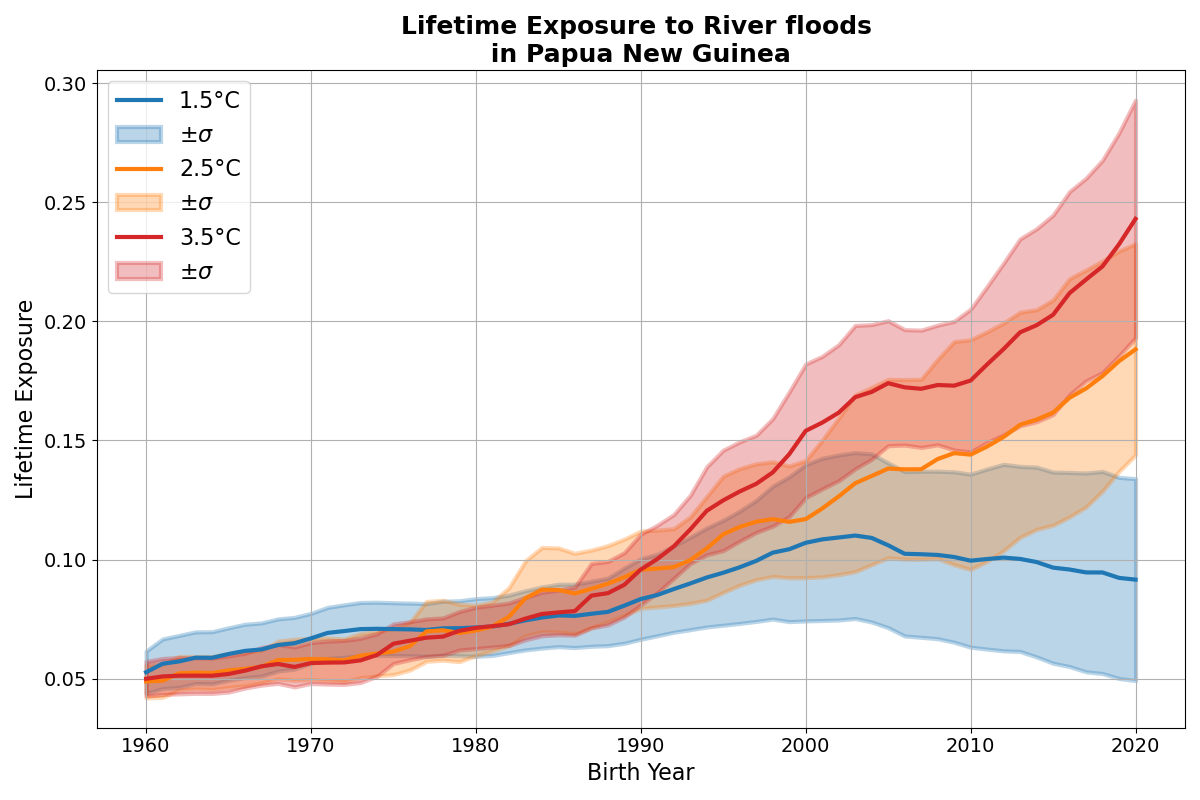 Lifetime Exposure to River floods
in Papua New Guinea
0.30
0.25
0.20
0.15
0.10
0.05
Lifetime Exposure
1.5°C
±σ
2.5°C
±σ
3.5°C
±σ
1960 1970 1980 1990 2000 2010 2020
Birth Year